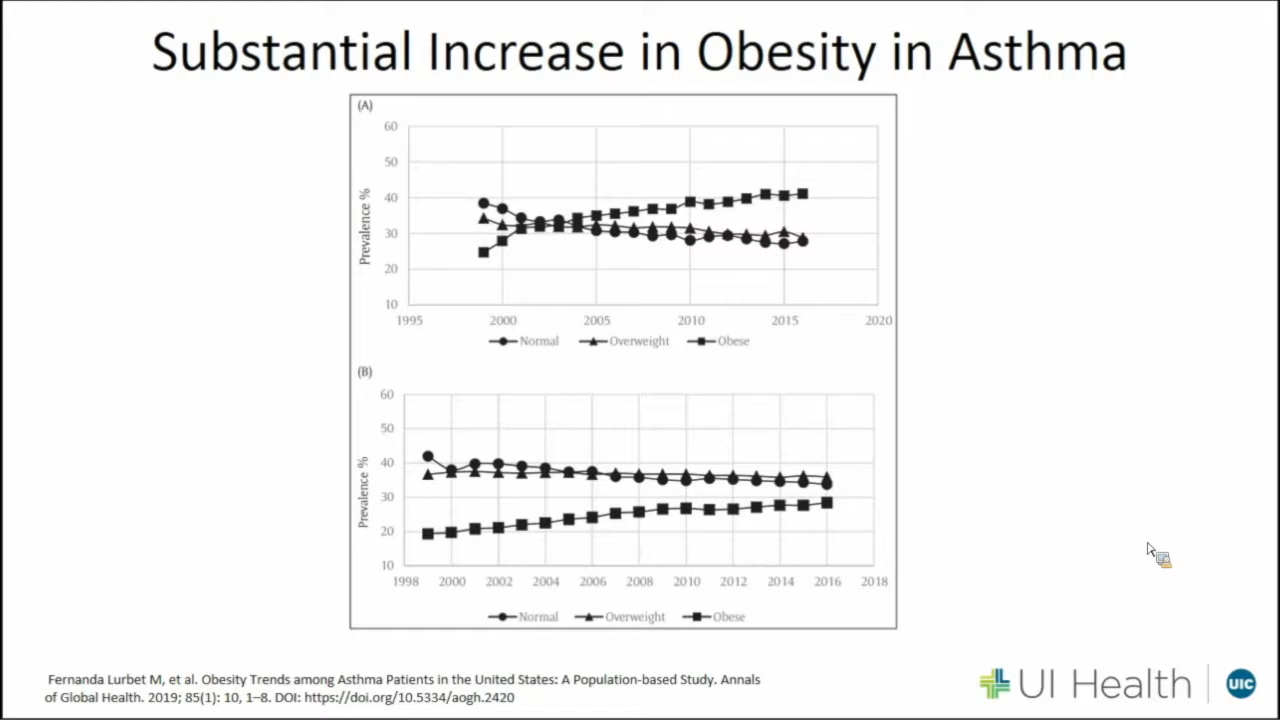 Substantial Increase in Obesity in Asthma
(A)
60
50
40
30
20
10
Prevalence %
1995 2000 2005 2010 2015 2020
Normal Overweight Obese
(B)
60
50
40
30
20
10
Prevalence %
1998 2000 2002 2004 2006 2008 2010 2012 2014 2016 2018
Normal Overweight Obese
Fernanda Lurbet M, et al. Obesity Trends among Asthma Patients in the United States: A Population-based Study. Annals
of Global Health. 2019; 85(1): 10, 1–8. DOI: https://doi.org/10.5334/aogh.2420
UI Health
UIC